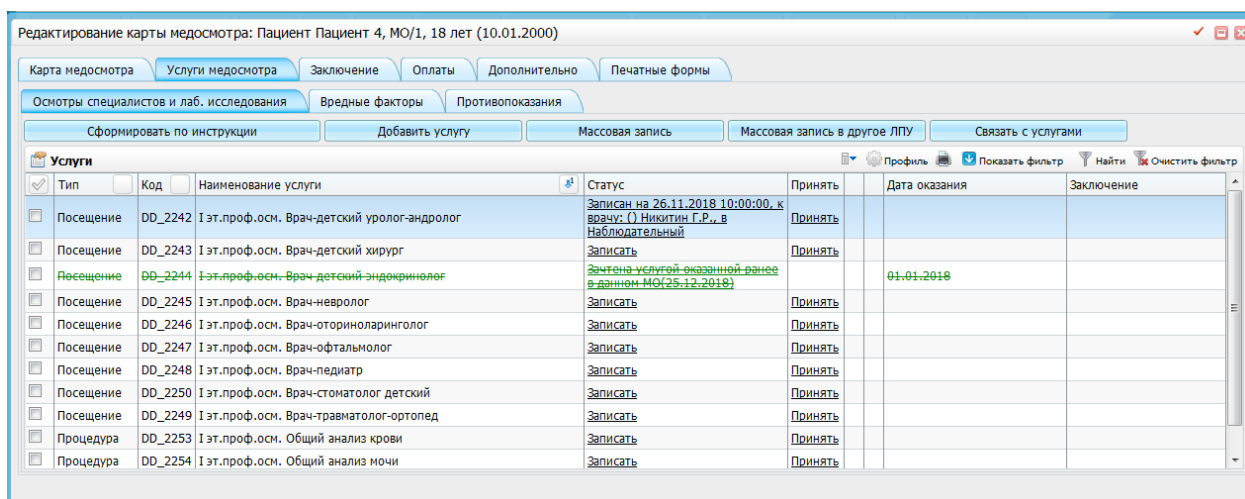 Редактирование карты медосмотра: Пациент Пациент 4, МО/1, 18 лет (10.01.2000)
Карта медосмотра Услуги медосмотра Заключение Оплаты Дополнительно Печатные формы
Осмотры специалистов и лаб. исследования Вредные факторы Противопоказания
Сформировать по инструкции Добавить услугу Массовая запись Массовая запись в другое ЛПУ Связать с услугами
Услуги Профиль Показать фильтр Найти Очистить фильтр
Тип Код Наименование услуги Статус Принять Дата оказания Заключение
Посещение DD_2242 I эт.проф.осм. Врач-детский уролог-андролог Записан на 26.11.2018 10:00:00, к Принять
врачу: () Никитин Г.Р., в
Наблюдательный
Посещение DD_2243 I эт.проф.осм. Врач-детский хирург Записать Принять
Посещение DD_2244 I эт.проф.осм. Врач-детский эндокринолог Зачтена услугой оказанной ранее 01.01.2018
в данном МО(25.12.2018)
Посещение DD_2245 I эт.проф.осм. Врач-невролог Записать Принять
Посещение DD_2246 I эт.проф.осм. Врач-оториноларинголог Записать Принять
Посещение DD_2247 I эт.проф.осм. Врач-офтальмолог Записать Принять
Посещение DD_2248 I эт.проф.осм. Врач-педиатр Записать Принять
Посещение DD_2250 I эт.проф.осм. Врач-стоматолог детский Записать Принять
Посещение DD_2249 I эт.проф.осм. Врач-травматолог-ортопед Записать Принять
Процедура DD_2253 I эт.проф.осм. Общий анализ крови Записать Принять
Процедура DD_2254 I эт.проф.осм. Общий анализ мочи Записать Принять